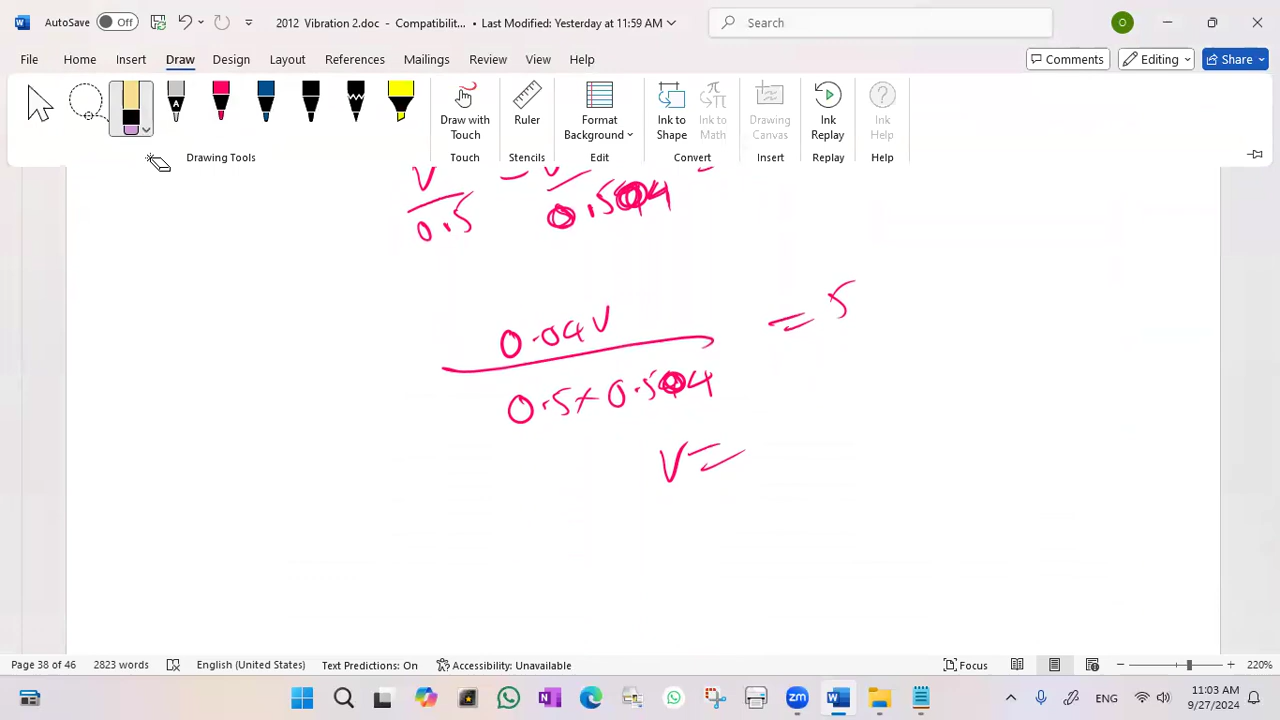 AutoSave Off 2012 Vibration 2.doc - Compatibilit... • Last Modified: Yesterday at 11:59 AM Search O
File Home Insert Draw Design Layout References Mailings Review View Help Comments Editing Share
A Draw with Touch Ruler Format Background Ink to Shape Ink to Math Drawing Canvas Ink Replay Ink Help
Drawing Tools Touch Stencils Edit Convert Insert Replay Help
V/0.5 - V/0.504 =
0.04V/0.5×0.504 = 5
V=
Page 38 of 46 2823 words English (United States) Text Predictions: On Accessibility: Unavailable Focus 220%
ENG 11:03 AM
9/27/2024